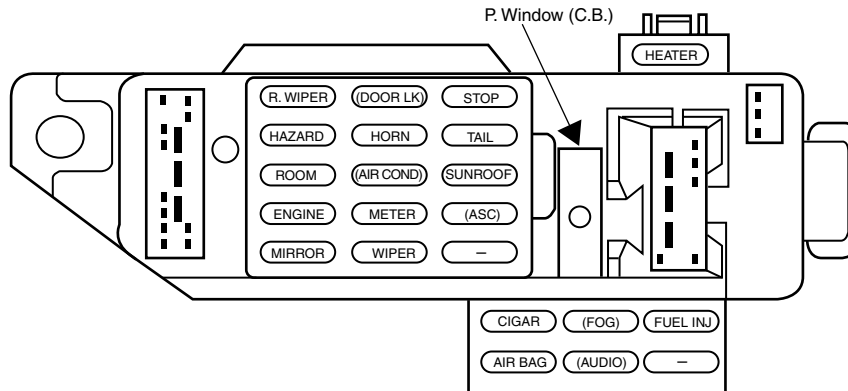 P. Window (C.B.)
HEATER
R. WIPER (DOOR LK) STOP
HAZARD HORN TAIL
ROOM (AIR COND) SUNROOF
ENGINE METER (ASC)
MIRROR WIPER –
CIGAR (FOG) FUEL INJ
AIR BAG (AUDIO) –